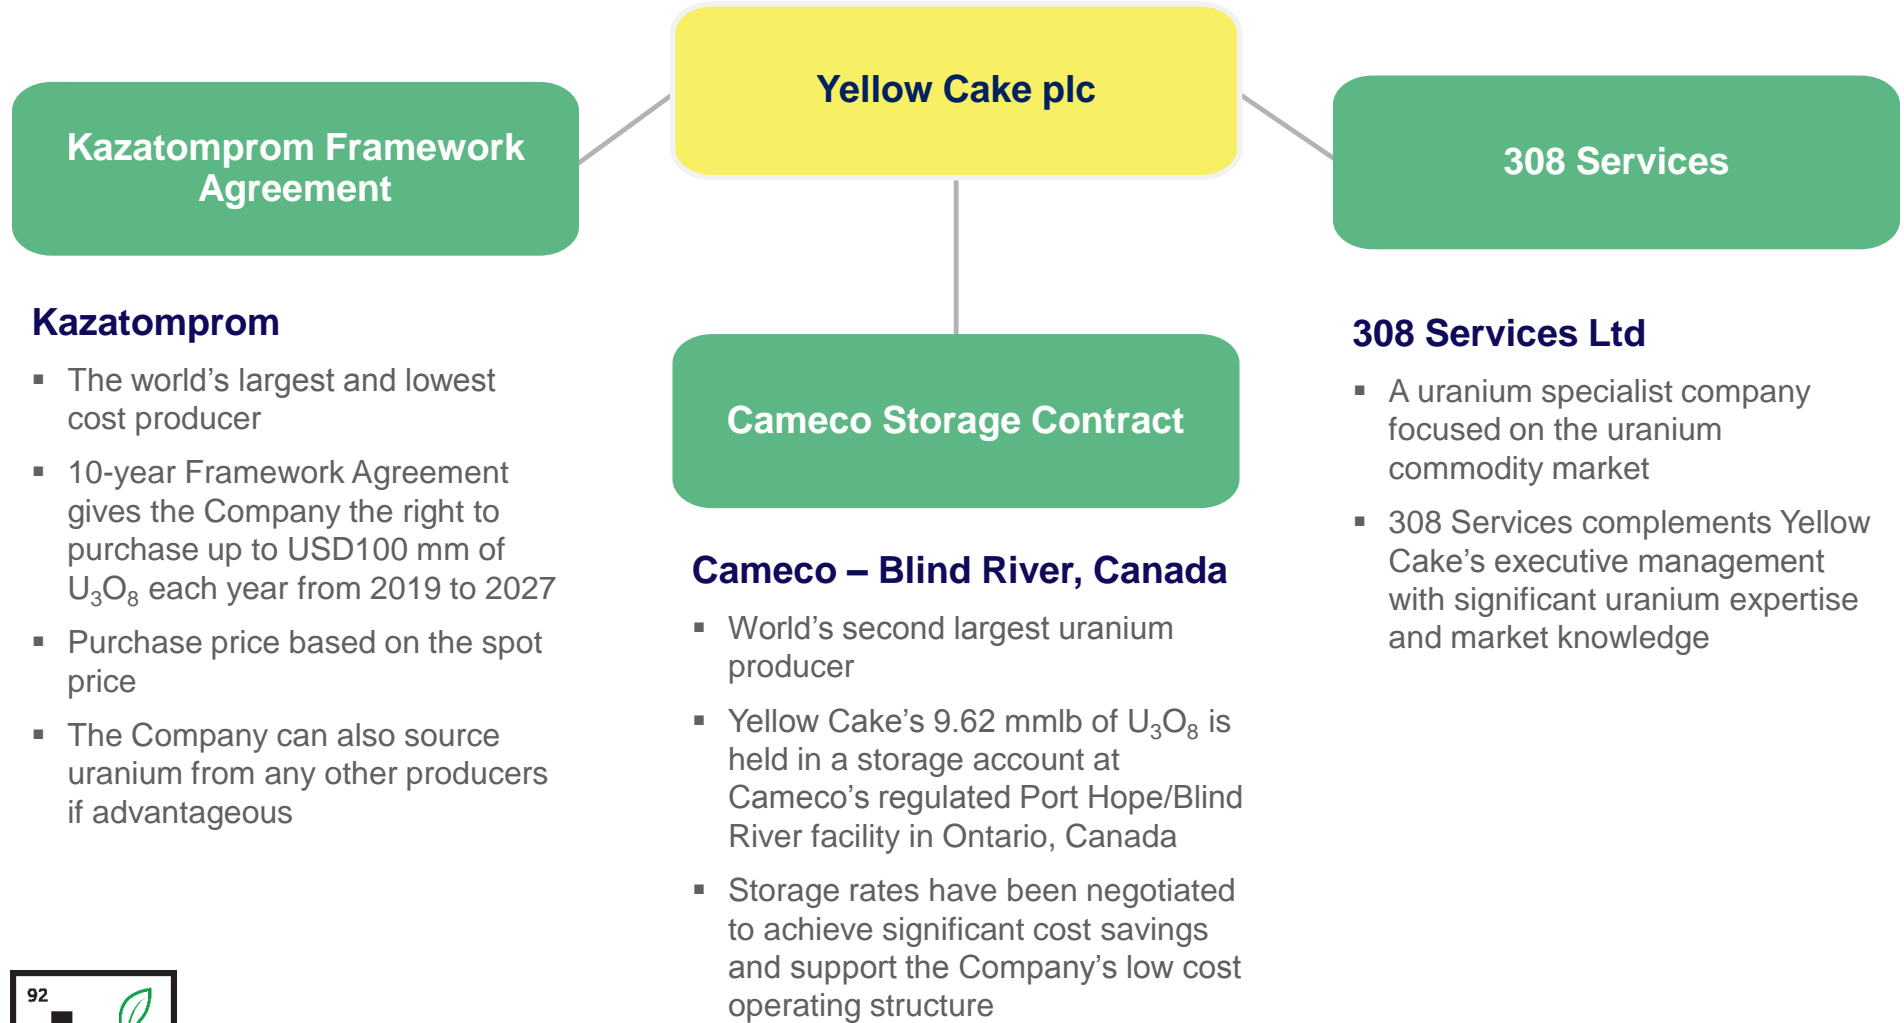 Yellow Cake plc
Kazatomprom Framework
Agreement
308 Services
Cameco Storage Contract
Kazatomprom
▪ The world’s largest and lowest
cost producer
▪ 10-year Framework Agreement
gives the Company the right to
purchase up to USD100 mm of
U₃O₈ each year from 2019 to 2027
▪ Purchase price based on the spot
price
▪ The Company can also source
uranium from any other producers
if advantageous
Cameco – Blind River, Canada
▪ World’s second largest uranium
producer
▪ Yellow Cake’s 9.62 mmlb of U₃O₈ is
held in a storage account at
Cameco’s regulated Port Hope/Blind
River facility in Ontario, Canada
▪ Storage rates have been negotiated
to achieve significant cost savings
and support the Company’s low cost
operating structure
308 Services Ltd
▪ A uranium specialist company
focused on the uranium
commodity market
▪ 308 Services complements Yellow
Cake’s executive management
with significant uranium expertise
and market knowledge
92